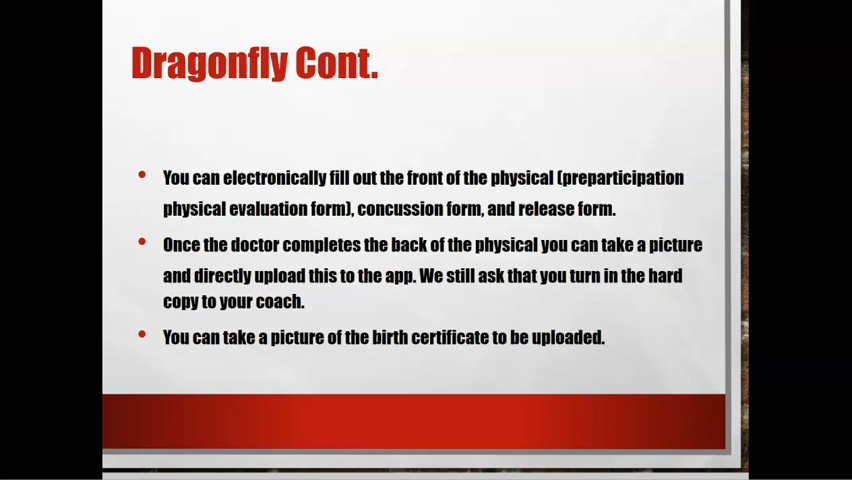 Dragonfly Cont.
• You can electronically fill out the front of the physical (preparticipation
physical evaluation form), concussion form, and release form.
• Once the doctor completes the back of the physical you can take a picture
and directly upload this to the app. We still ask that you turn in the hard
copy to your coach.
• You can take a picture of the birth certificate to be uploaded.